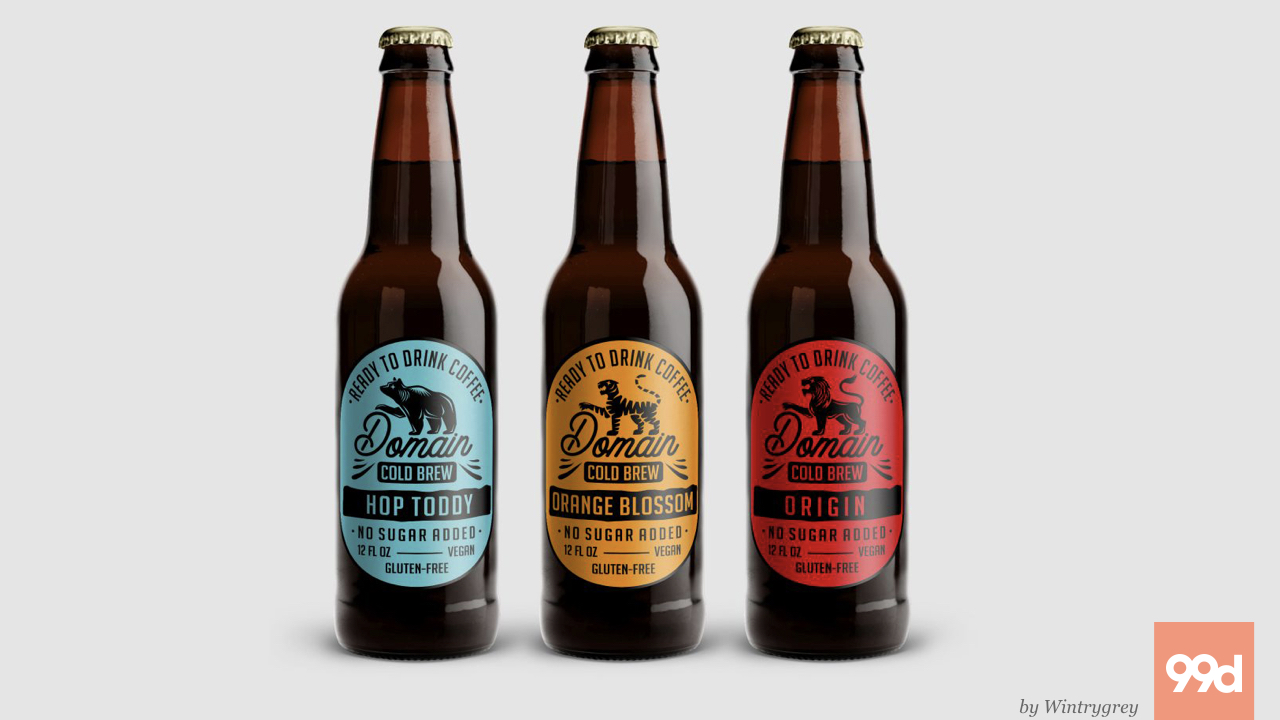 ·READY TO DRINK COFFEE·
Domain
COLD BREW
HOP TODDY
·NO SUGAR ADDED·
12 FL OZ VEGAN
GLUTEN-FREE
·READY TO DRINK COFFEE·
Domain
COLD BREW
ORANGE BLOSSOM
·NO SUGAR ADDED·
12 FL OZ VEGAN
GLUTEN-FREE
·READY TO DRINK COFFEE·
Domain
COLD BREW
ORIGIN
·NO SUGAR ADDED·
12 FL OZ VEGAN
GLUTEN-FREE
by Wintrygrey
99d